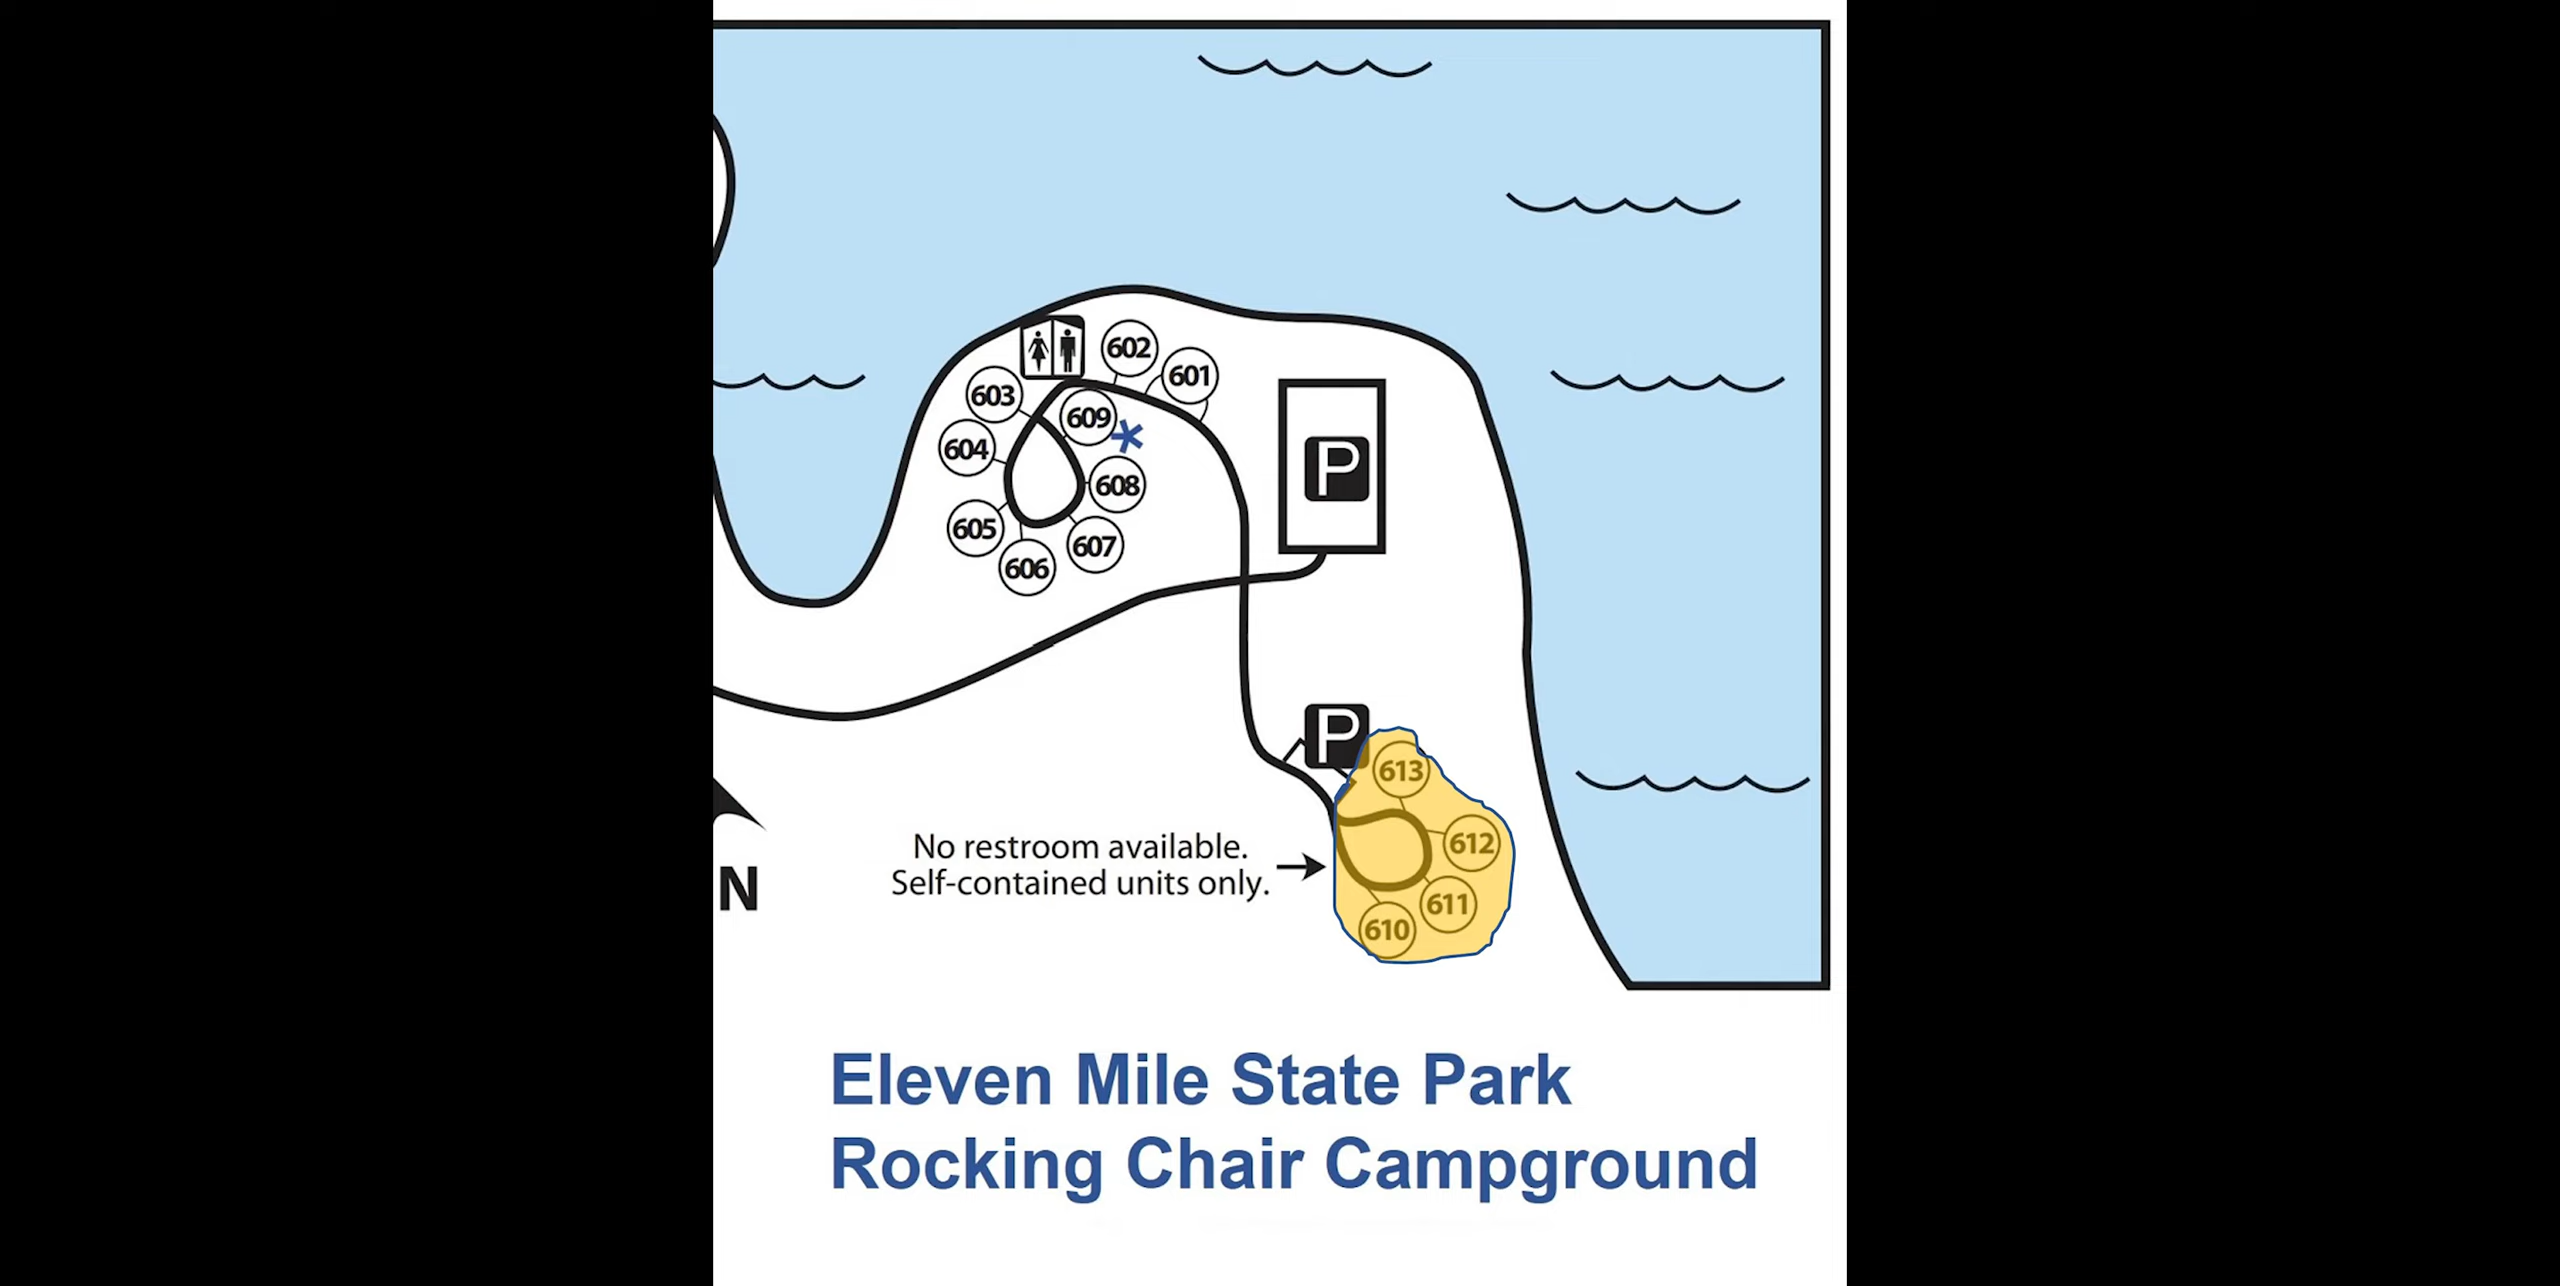 602
601
603
609
604
608
605
607
606
P
P
613
612
611
610
No restroom available.
Self-contained units only.
N
Eleven Mile State Park
Rocking Chair Campground